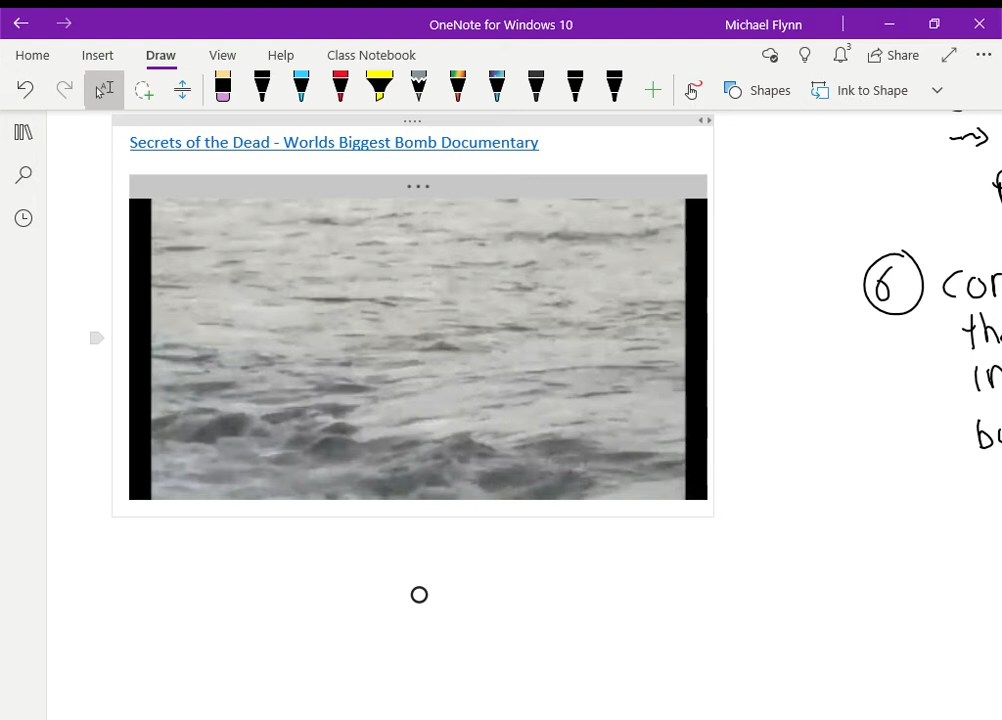 OneNote for Windows 10
Michael Flynn
Home Insert Draw View Help Class Notebook
3
Share
Shapes
Ink to Shape
Secrets of the Dead - Worlds Biggest Bomb Documentary
6